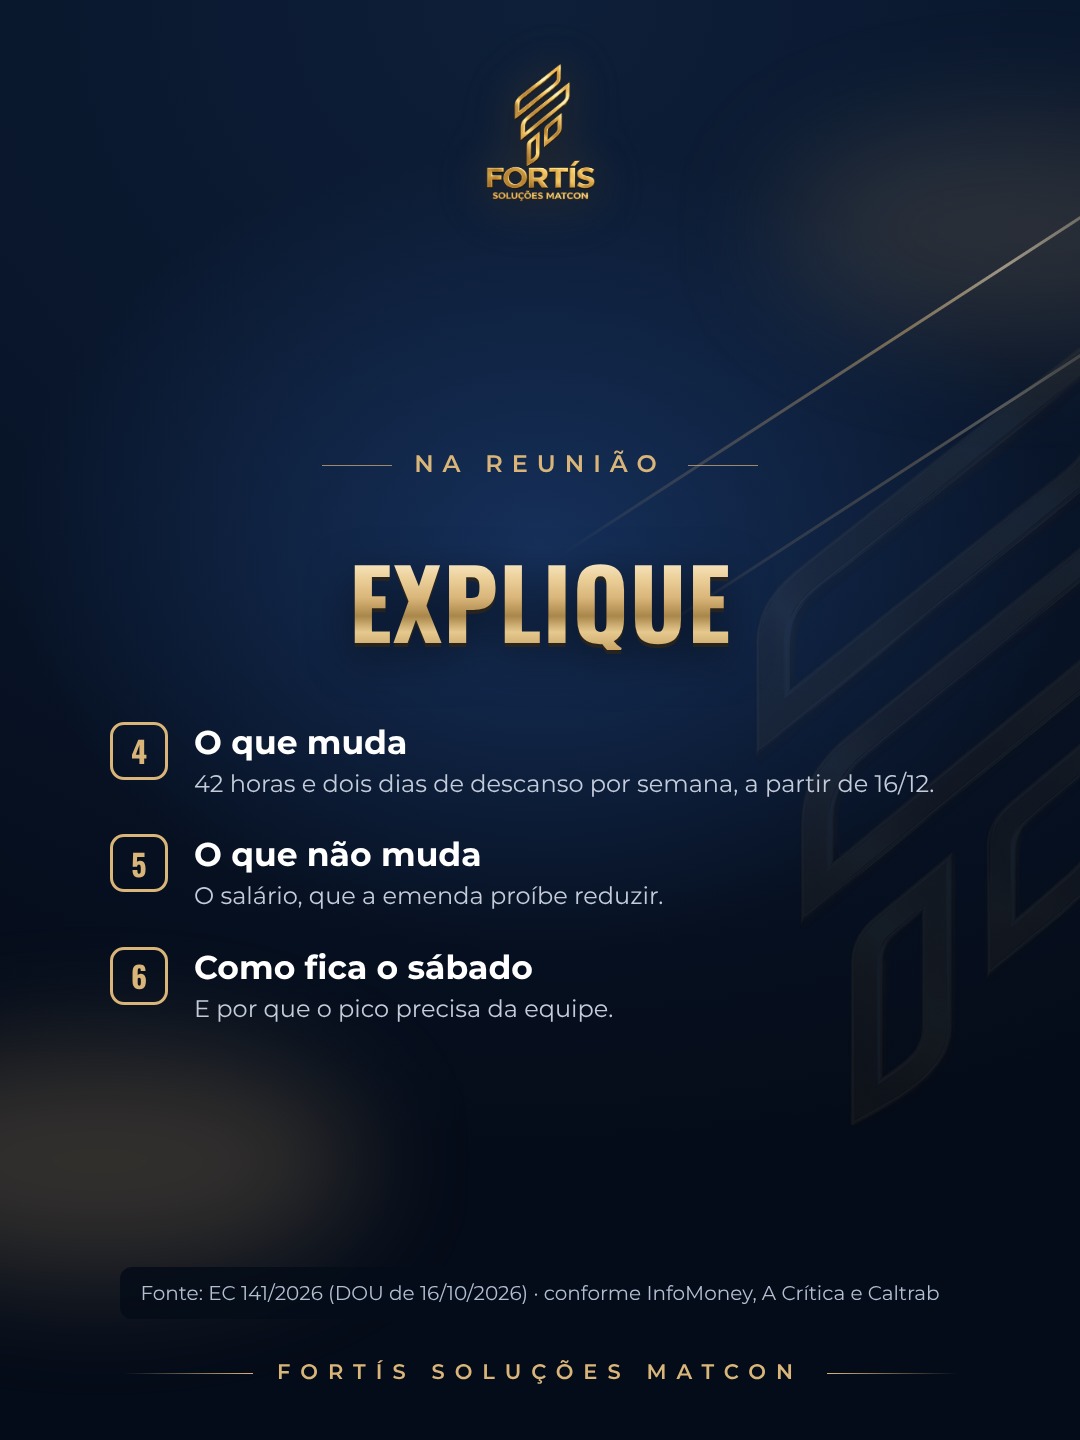 FORTÍS
SOLUÇÕES MATCON
NA REUNIÃO
EXPLIQUE
4
O que muda
42 horas e dois dias de descanso por semana, a partir de 16/12.
5
O que não muda
O salário, que a emenda proíbe reduzir.
6
Como fica o sábado
E por que o pico precisa da equipe.
Fonte: EC 141/2026 (DOU de 16/10/2026) · conforme InfoMoney, A Crítica e Caltrab
FORTÍS SOLUÇÕES MATCON